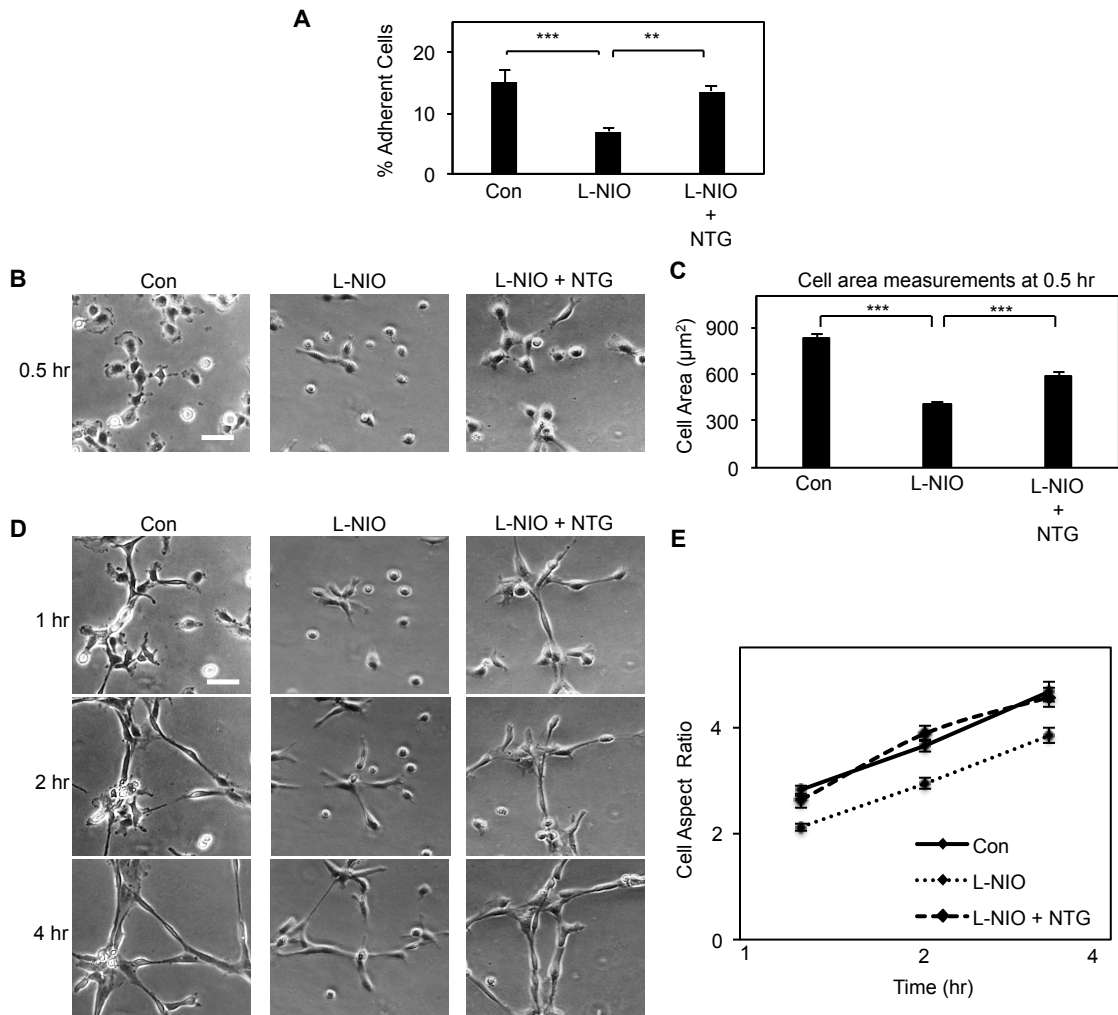 A
% Adherent Cells
20
10
0
*** **
Con L-NIO L-NIO
+
NTG
B
Con L-NIO L-NIO + NTG
0.5 hr
C
Cell area measurements at 0.5 hr
Cell Area (µm²)
900
600
300
0
*** ***
Con L-NIO L-NIO
+
NTG
D
Con L-NIO L-NIO + NTG
1 hr
2 hr
4 hr
E
Cell Aspect Ratio
4
2
0
1 2 4
Time (hr)
Con
L-NIO
L-NIO + NTG